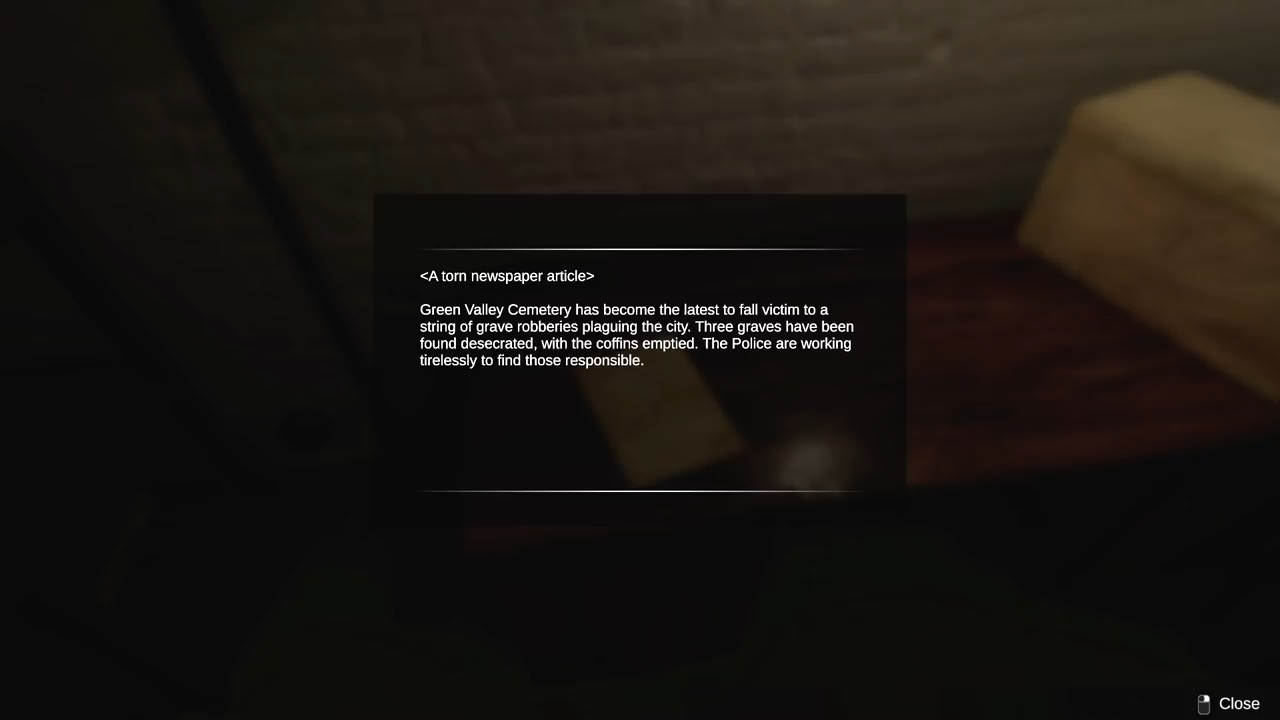 <A torn newspaper article>
Green Valley Cemetery has become the latest to fall victim to a
string of grave robberies plaguing the city. Three graves have been
found desecrated, with the coffins emptied. The Police are working
tirelessly to find those responsible.
Close